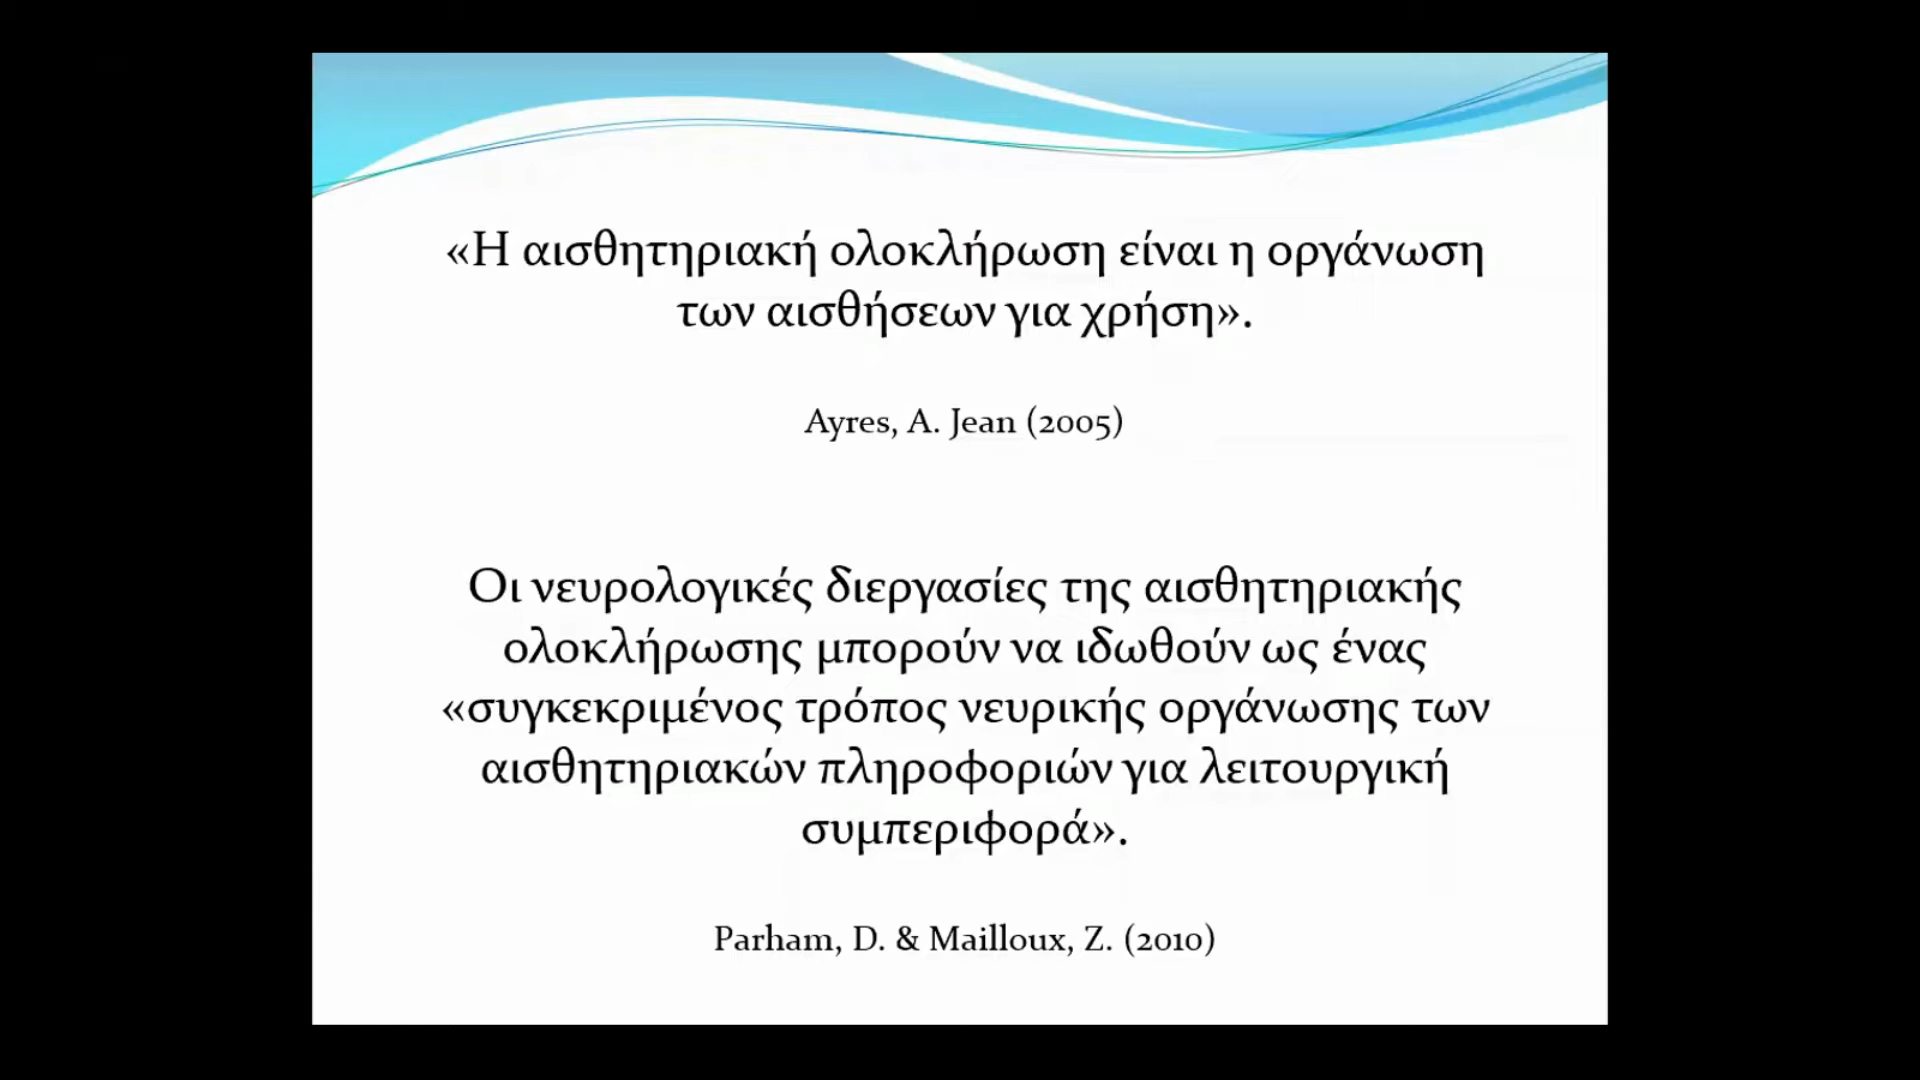 «Η αισθητηριακή ολοκλήρωση είναι η οργάνωση
των αισθήσεων για χρήση».
Ayres, A. Jean (2005)
Οι νευρολογικές διεργασίες της αισθητηριακής
ολοκλήρωσης μπορούν να ιδωθούν ως ένας
«συγκεκριμένος τρόπος νευρικής οργάνωσης των
αισθητηριακών πληροφοριών για λειτουργική
συμπεριφορά».
Parham, D. & Mailloux, Z. (2010)